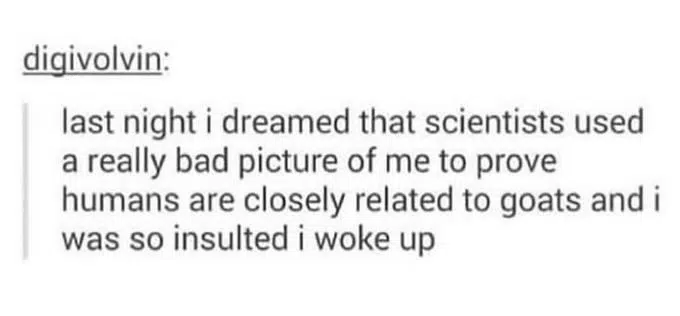 digivolvin:
last night i dreamed that scientists used
a really bad picture of me to prove
humans are closely related to goats and i
was so insulted i woke up